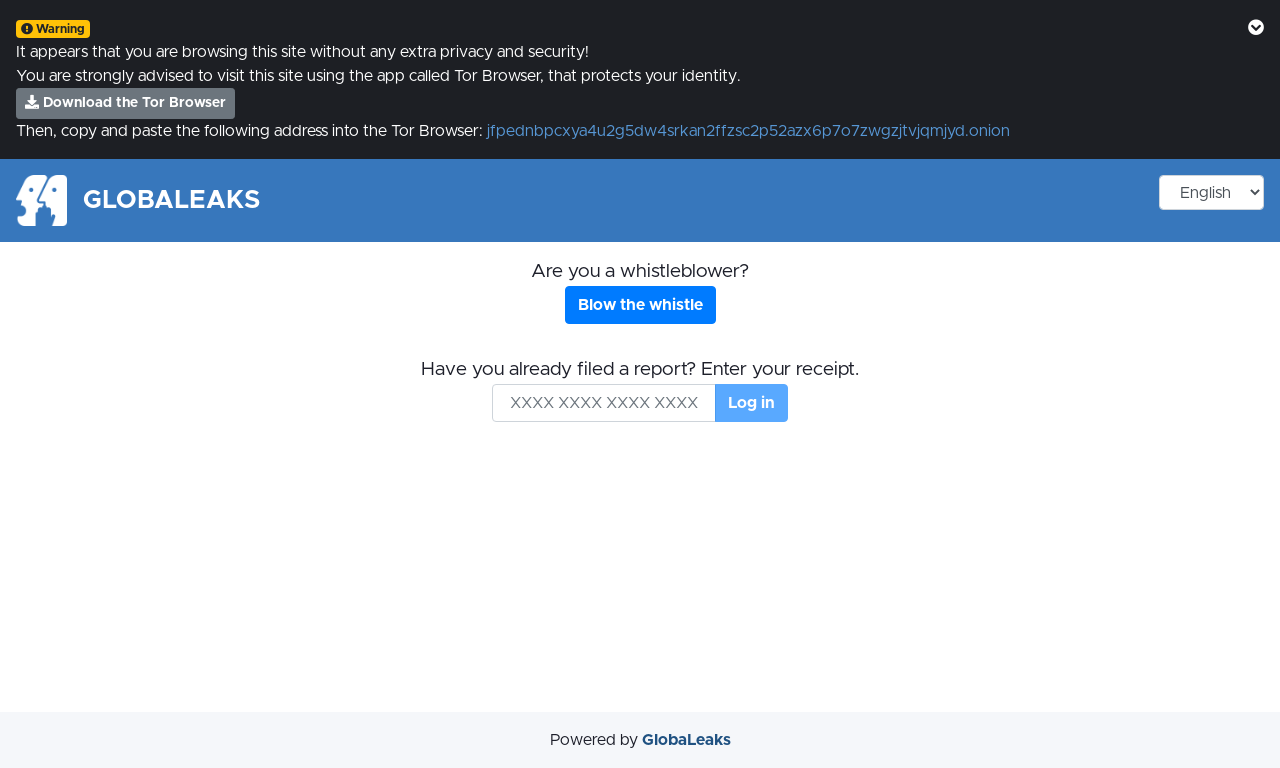 Warning
It appears that you are browsing this site without any extra privacy and security!
You are strongly advised to visit this site using the app called Tor Browser, that protects your identity.
Download the Tor Browser
Then, copy and paste the following address into the Tor Browser: jfpednbpcxya4u2g5dw4srkan2ffzsc2p52azx6p7o7zwgzjtvjqmjyd.onion
GLOBALEAKS
English
Are you a whistleblower?
Blow the whistle
Have you already filed a report? Enter your receipt.
XXXX XXXX XXXX XXXX
Log in
Powered by GlobaLeaks